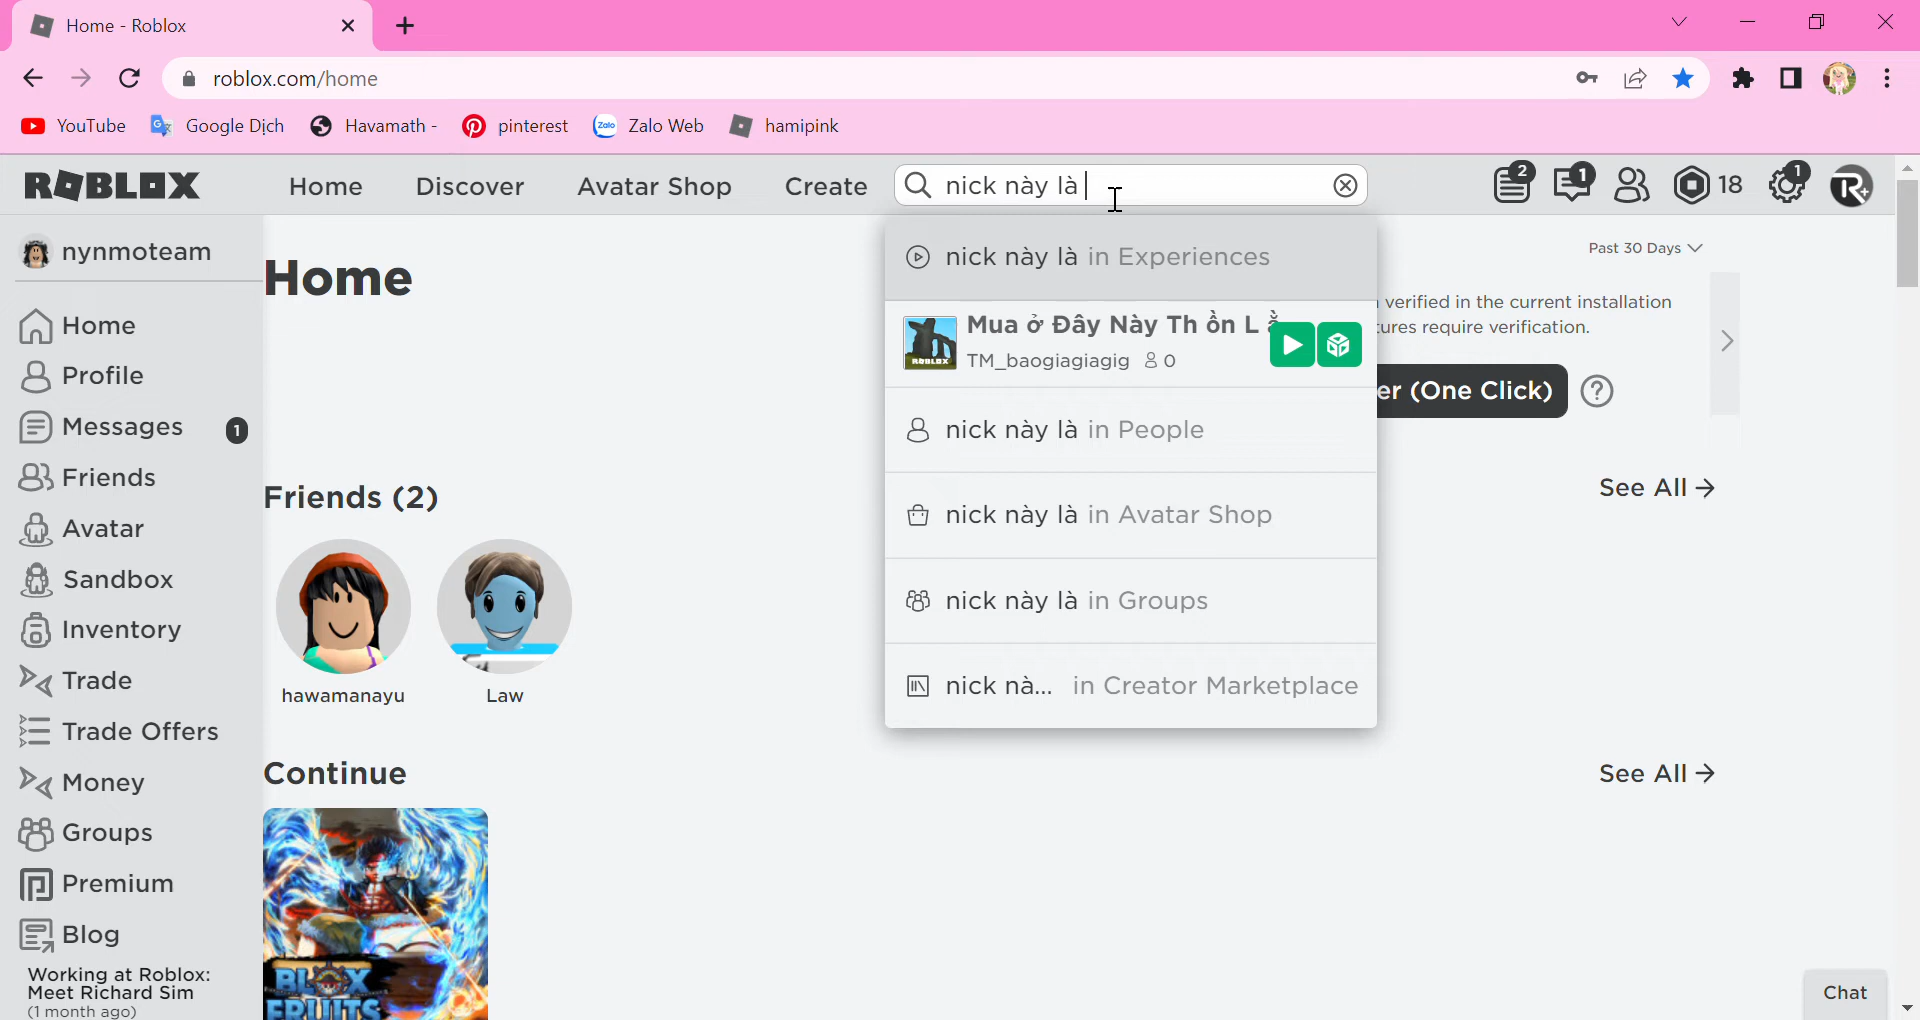 Home - Roblox
roblox.com/home
YouTube
Google Dịch
Havamath -
pinterest
Zalo Web
hamipink
ROBLOX
Home
Discover
Avatar Shop
Create
nick này là
2
1
18
1
nynmoteam
Home
Profile
Messages
1
Friends
Avatar
Sandbox
Inventory
Trade
Trade Offers
Money
Groups
Premium
Blog
Working at Roblox:
Meet Richard Sim
(1 month ago)
Home
nick này là in Experiences
Mua ở Đây Này Th ồn L ằ
TM_baogiagiagig 0
nick này là in People
nick này là in Avatar Shop
nick này là in Groups
nick nà... in Creator Marketplace
Past 30 Days
verified in the current installation
ures require verification.
er (One Click)
Friends (2)
See All
hawamanayu
Law
Continue
See All
BLOX
FRUITS
Chat